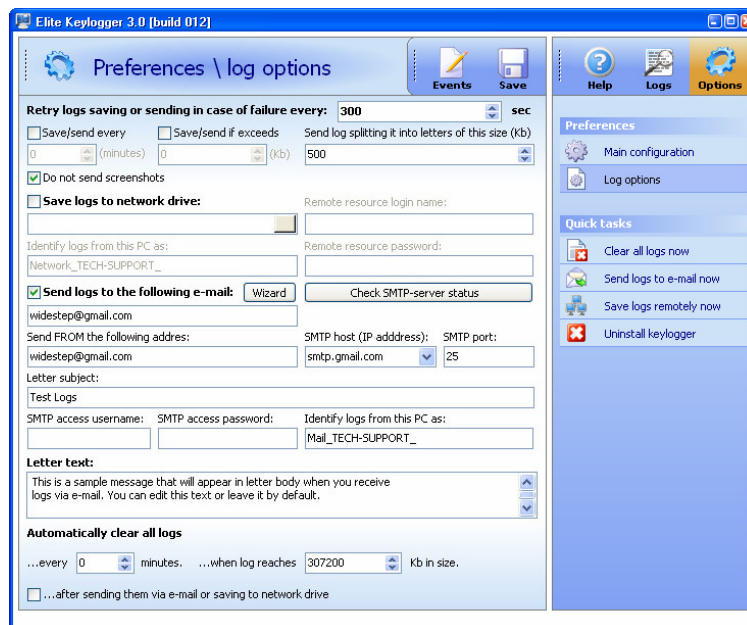 Elite Keylogger 3.0 [build 012]
Preferences \ log options
Events
Save
Help
Logs
Options
Retry logs saving or sending in case of failure every: 300 sec
Save/send every
Save/send if exceeds
Send log splitting it into letters of this size (Kb)
0 (minutes)
0 (Kb)
500
Do not send screenshots
Save logs to network drive:
Remote resource login name:
Identify logs from this PC as:
Remote resource password:
Network_TECH-SUPPORT_
Send logs to the following e-mail:
Wizard
Check SMTP-server status
widestep@gmail.com
Send FROM the following addres:
SMTP host (IP adddress):
SMTP port:
widestep@gmail.com
smtp.gmail.com
25
Letter subject:
Test Logs
SMTP access username:
SMTP access password:
Identify logs from this PC as:
Mail_TECH-SUPPORT_
Letter text:
This is a sample message that will appear in letter body when you receive
logs via e-mail. You can edit this text or leave it by default.
Automatically clear all logs
...every 0 minutes. ...when log reaches 307200 Kb in size.
...after sending them via e-mail or saving to network drive
Preferences
Main configuration
Log options
Quick tasks
Clear all logs now
Send logs to e-mail now
Save logs remotely now
Uninstall keylogger